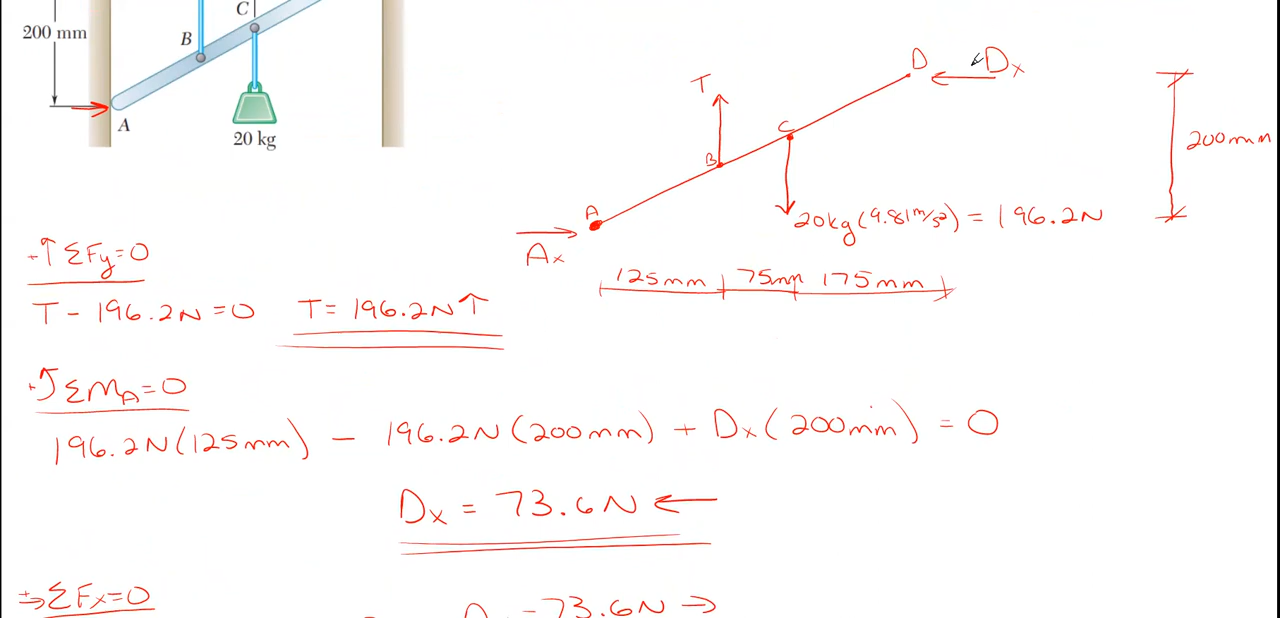 C
200 mm
B
A
20 kg
D
Dx
T
C
B
200mm
A
20kg(9.81m/s²) = 196.2N
Ax
125mm 75mm 175mm
+↑ΣFy=0
T - 196.2N=0 T= 196.2N↑
+↺ΣMA=0
196.2N(125mm) - 196.2N(200mm) + Dx(200mm) = 0
Dx = 73.6N ←
+→ΣFx=0
=73.6N →